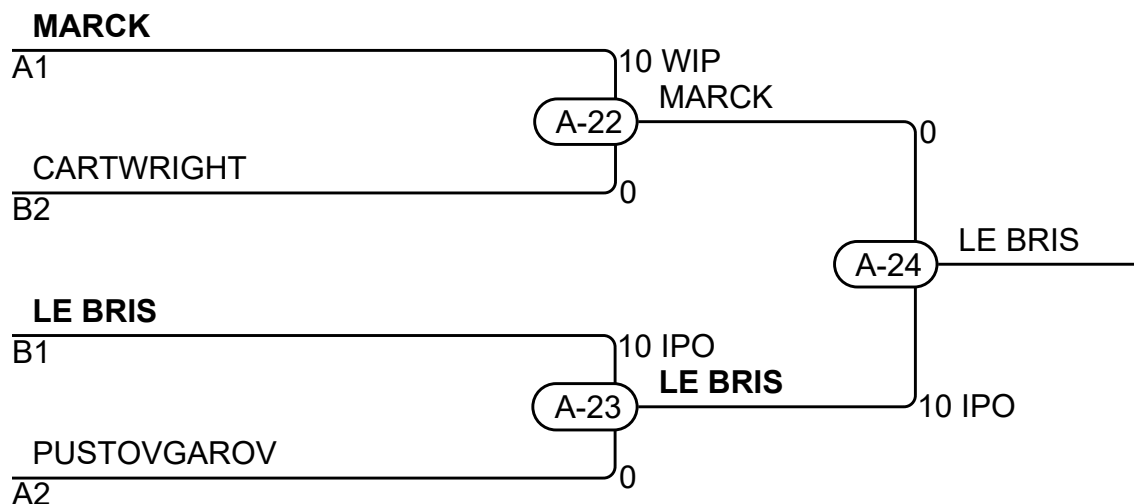 MARCK
A1
10 WIP
MARCK
A-22
0
CARTWRIGHT
B2
0
LE BRIS
A-24
LE BRIS
B1
10 IPO
LE BRIS
A-23
10 IPO
PUSTOVGAROV
A2
0